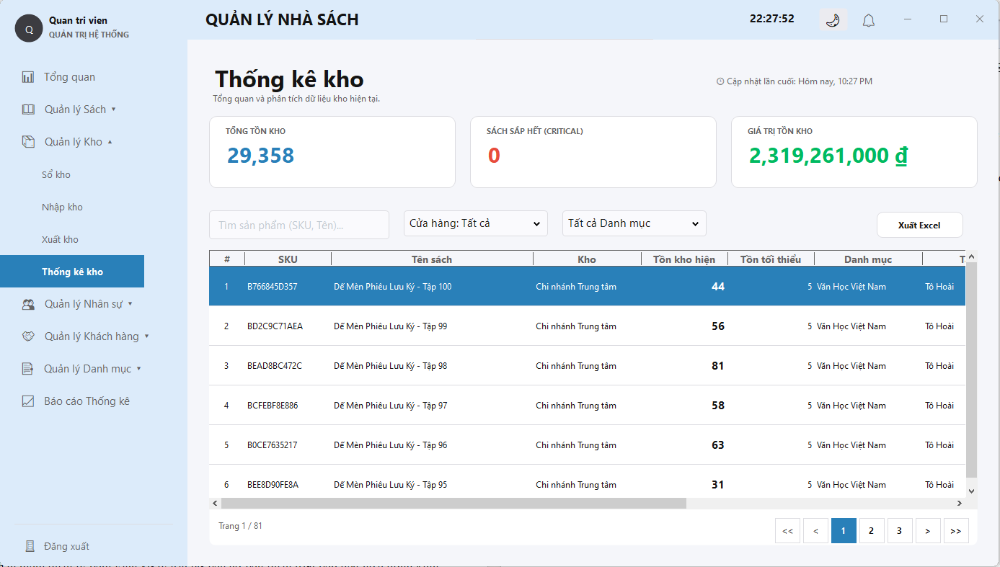 Q
Quan tri vien
QUẢN TRỊ HỆ THỐNG
QUẢN LÝ NHÀ SÁCH
22:27:52
Tổng quan
Quản lý Sách ▾
Quản lý Kho ▴
Sổ kho
Nhập kho
Xuất kho
Thống kê kho
Quản lý Nhân sự ▾
Quản lý Khách hàng ▾
Quản lý Danh mục ▾
Báo cáo Thống kê
Đăng xuất
Thống kê kho
Tổng quan và phân tích dữ liệu kho hiện tại.
Cập nhật lần cuối: Hôm nay, 10:27 PM
TỔNG TỒN KHO
29,358
SÁCH SẮP HẾT (CRITICAL)
0
GIÁ TRỊ TỒN KHO
2,319,261,000 ₫
Tìm sản phẩm (SKU, Tên)...
Cửa hàng: Tất cả
Tất cả Danh mục
Xuất Excel
# SKU Tên sách Kho Tồn kho hiện Tồn tối thiểu Danh mục
1 B766845D357 Dế Mèn Phiêu Lưu Ký - Tập 100 Chi nhánh Trung tâm 44 5 Văn Học Việt Nam Tô Hoài
2 BD2C9C71AEA Dế Mèn Phiêu Lưu Ký - Tập 99 Chi nhánh Trung tâm 56 5 Văn Học Việt Nam Tô Hoài
3 BEAD8BC472C Dế Mèn Phiêu Lưu Ký - Tập 98 Chi nhánh Trung tâm 81 5 Văn Học Việt Nam Tô Hoài
4 BCFEBF8E886 Dế Mèn Phiêu Lưu Ký - Tập 97 Chi nhánh Trung tâm 58 5 Văn Học Việt Nam Tô Hoài
5 B0CE7635217 Dế Mèn Phiêu Lưu Ký - Tập 96 Chi nhánh Trung tâm 63 5 Văn Học Việt Nam Tô Hoài
6 BEE8D90FE8A Dế Mèn Phiêu Lưu Ký - Tập 95 Chi nhánh Trung tâm 31 5 Văn Học Việt Nam Tô Hoài
Trang 1 / 81
<< < 1 2 3 > >>